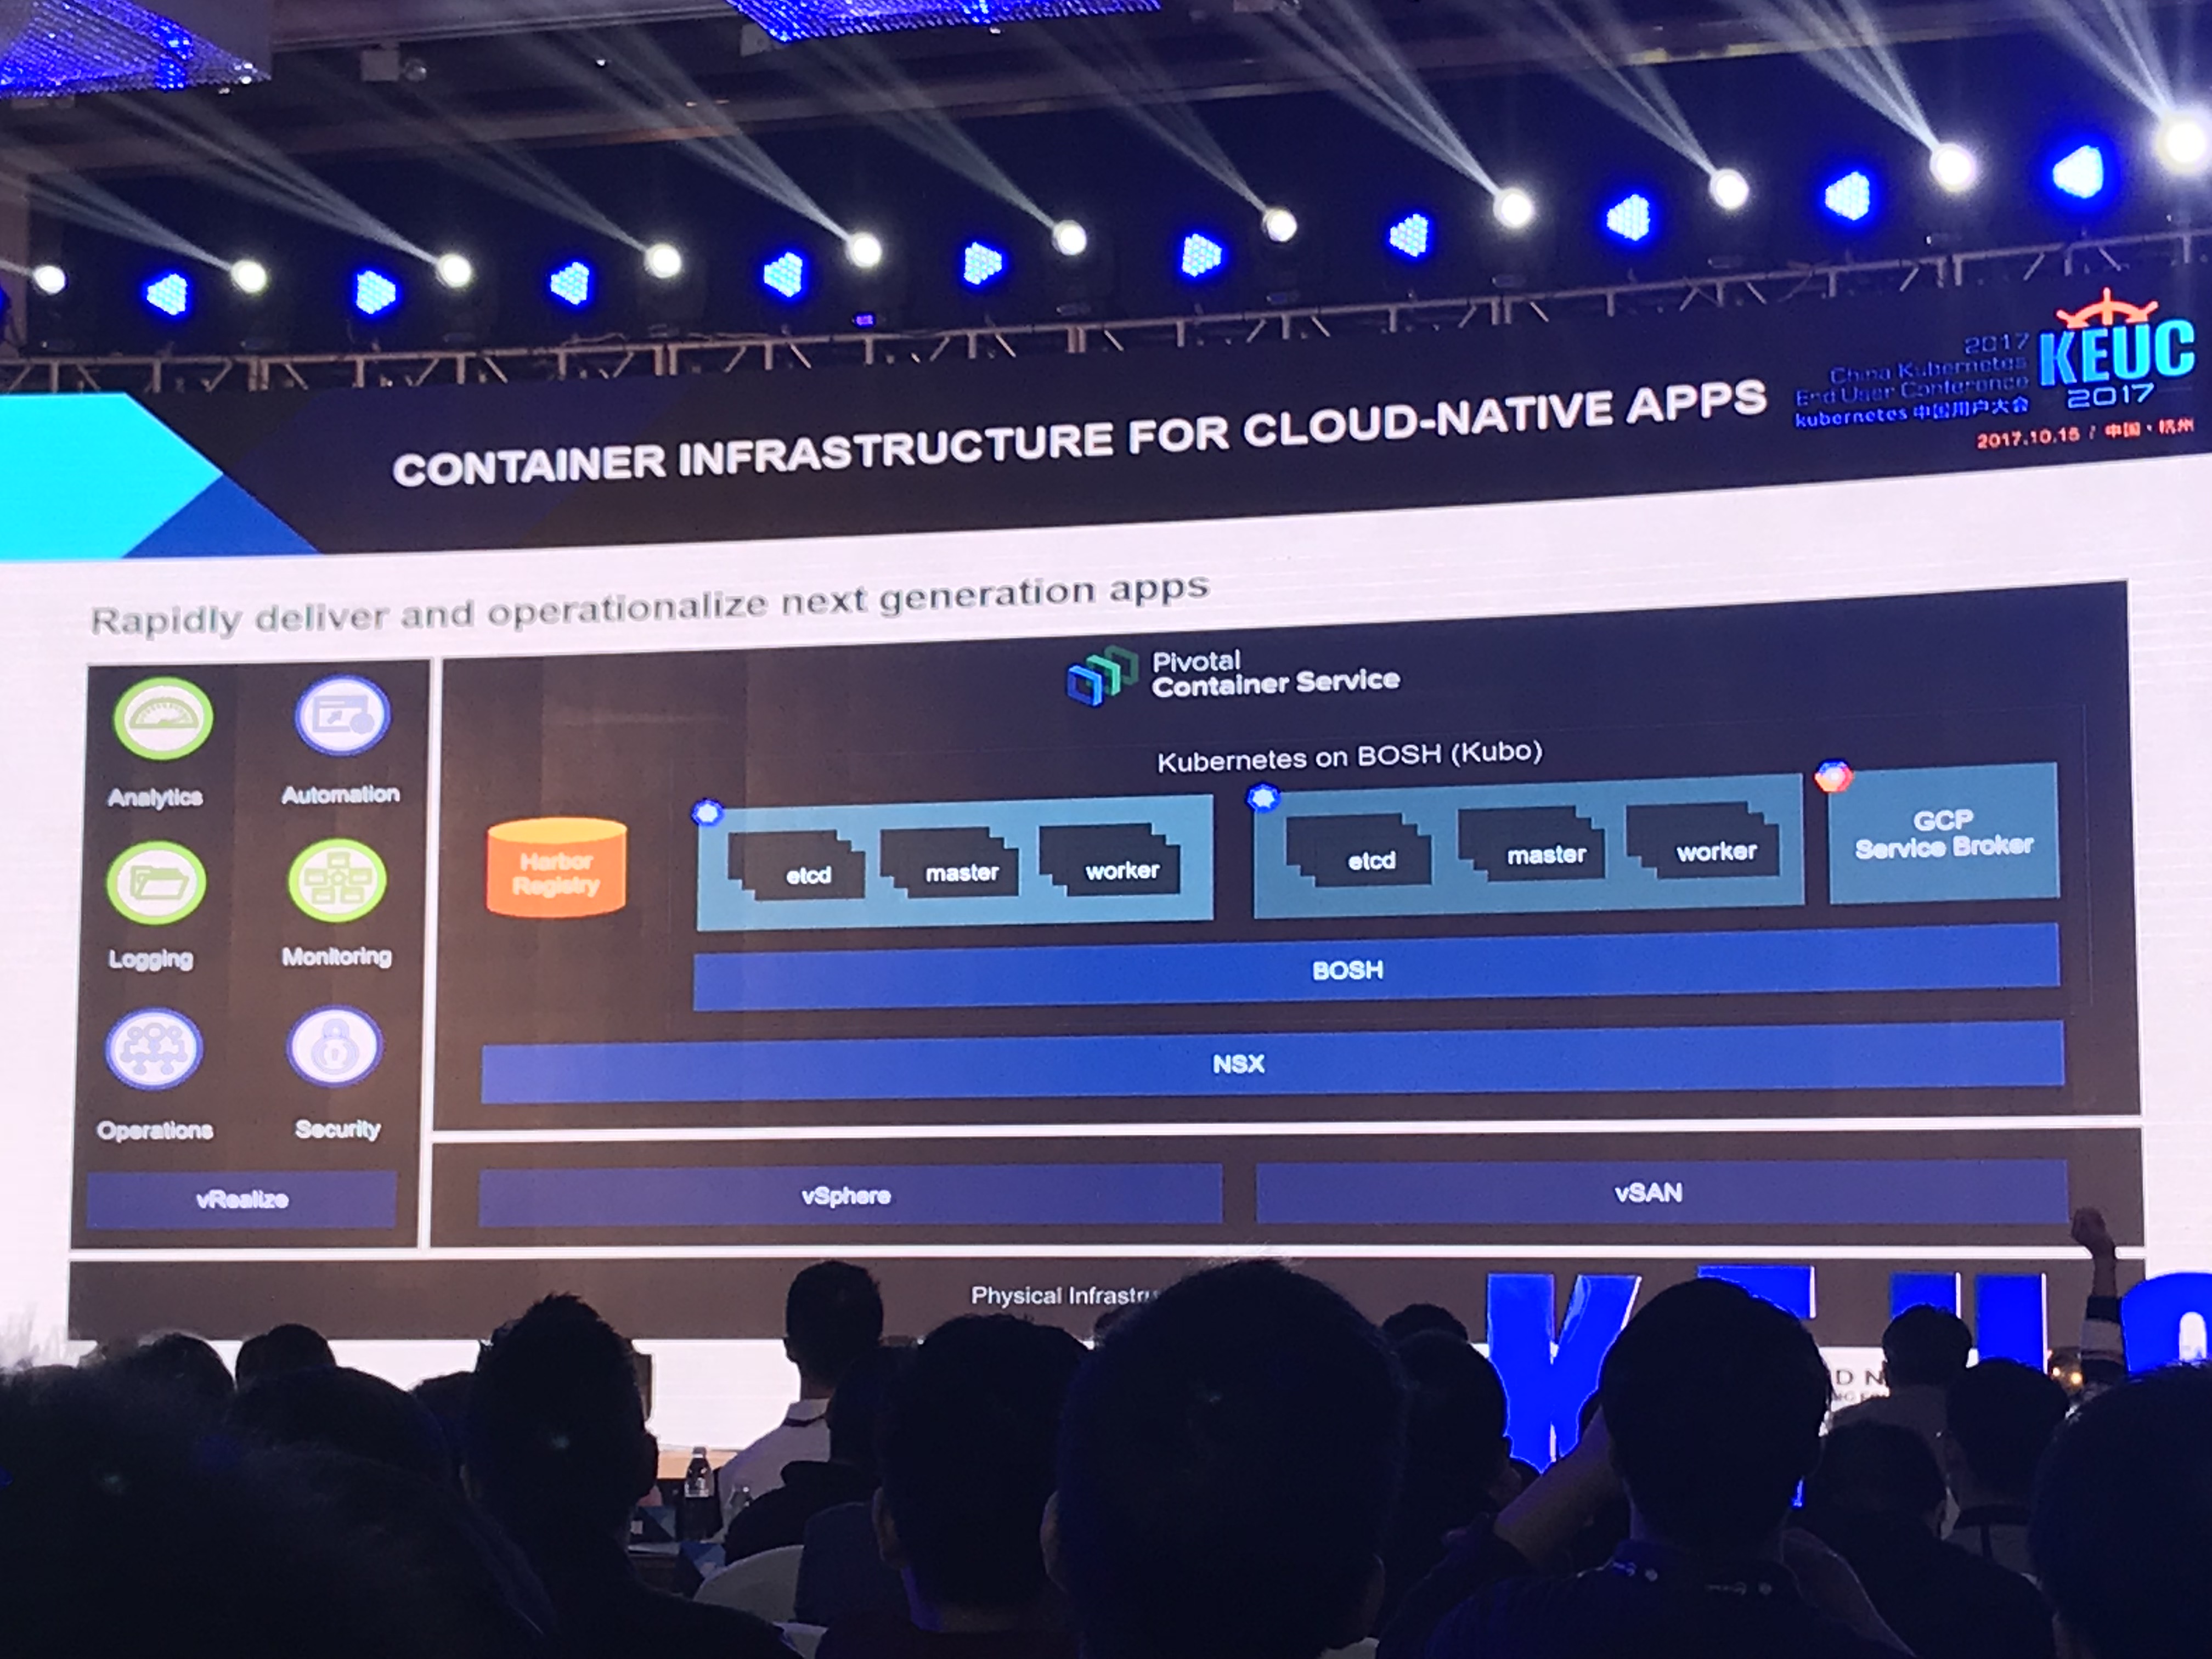 CONTAINER INFRASTRUCTURE FOR CLOUD-NATIVE APPS
2017
China Kubernetes
End User Conference
kubernetes 中国用户大会
KEUC
2017
2017.10.15 / 中国·杭州
Rapidly deliver and operationalize next generation apps
Pivotal
Container Service
Kubernetes on BOSH (Kubo)
Analytics
Automation
Logging
Monitoring
Operations
Security
vRealize
Harbor
Registry
etcd
master
worker
etcd
master
worker
GCP
Service Broker
BOSH
NSX
vSphere
vSAN
Physical
D N